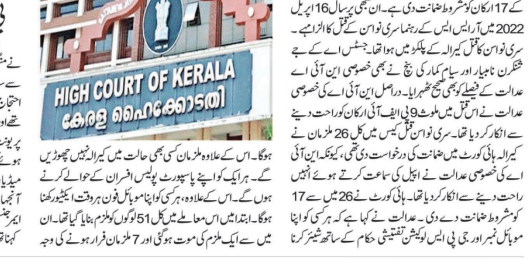 کے 17 ارکان کو مشروط ضمانت دی ہے۔ ان سبھی پر سال 16 اپریل
2022 میں آر ایس ایس کے رہنما سری نواسن کے قتل کا الزام ہے ۔
سری نواسن کا قتل کیرالہ کے پلکڑ میں ہوا تھا۔ جسٹس اے کے جے
شنکرن نامبیار اور سیام کمار کی بنچ نے بھی خصوصی این آئی اے
عدالت کے فیصلے کو بھی صحیح ٹھہرایا۔ دراصل این آئی اے کی خصوصی
عدالت نے اس قتل میں ملوث 9 پی ایف آئی ارکان کو راحت دینے
سے انکار کر دیا تھا۔ سری نواسن قتل کیس میں کل 26 ملزمان نے
کیرالہ ہائی کورٹ میں ضمانت کی درخواست دی تھی، کیونکہ این آئی
اے کی خصوصی عدالت نے اپیل کی سماعت کرتے ہوئے انہیں
راحت دینے سے انکار کر دیا تھا۔ ہائی کورٹ نے 26 میں سے 17
کو مشروط ضمانت دے دی ۔ عدالت نے کہا ہے کہ ہر کسی کو اپنا
موبائل نمبر اور جی پی ایس لوکیشن تفتیشی حکام کے ساتھ شیئر کرنا
HIGH COURT OF KERALA
കേരള ഹൈക്കോടതി
ہوگا۔ اس کے علاوہ ملزمان کسی بھی حالت میں کیرالہ نہیں چھوڑیں
گے۔ ہر ایک کو اپنے پاسپورٹ پولیس افسران کے حوالے کرنے
ہوں گے۔ اس کے علاوہ، ہر کسی کو اپنا موبائل فون ہر وقت ایکٹیو رکھنا
ہوگا۔ ابتدا میں اس معاملے میں کل 51 لوگوں کو ملزم بنایا گیا تھا۔ ان
میں سے ایک ملزم کی موت ہوگئی اور 7 ملزمان فرار ہونے کی وجہ